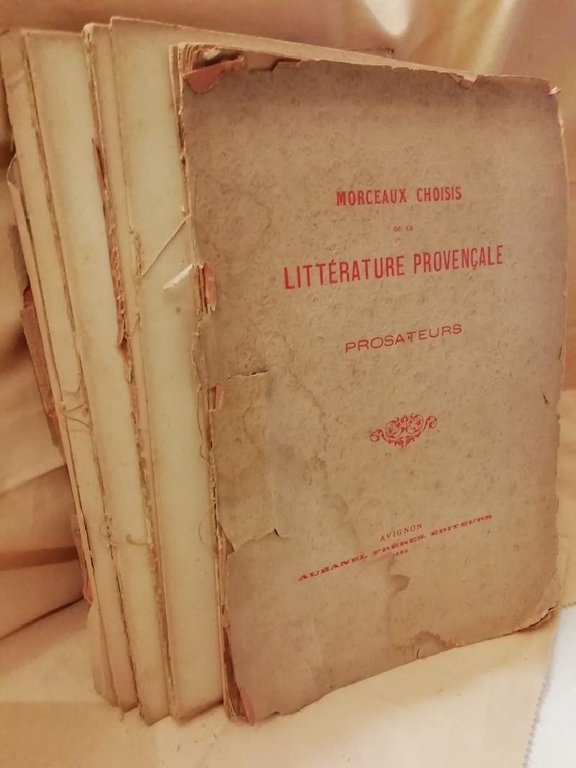 MORCEAUX CHOISIS
DE LA
LITTÉRATURE PROVENÇALE
PROSATEURS
AVIGNON
AUBANEL FRÈRES, ÉDITEURS